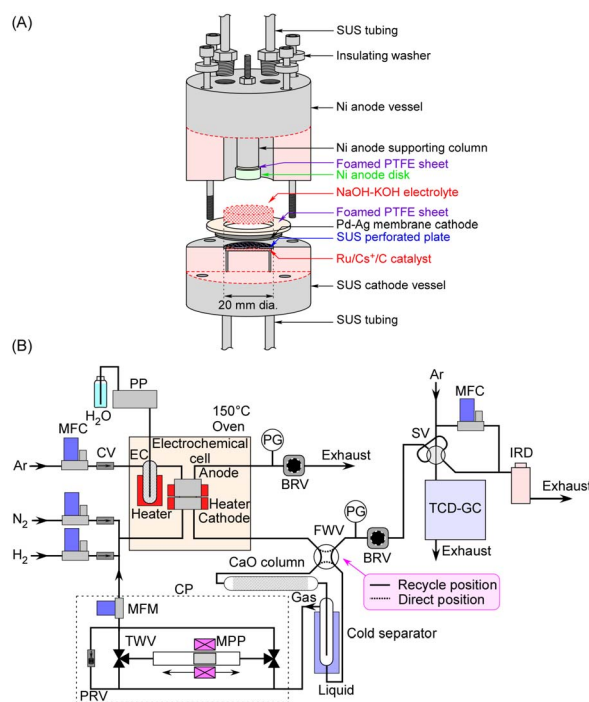 (A)
SUS tubing
Insulating washer
Ni anode vessel
Ni anode supporting column
Foamed PTFE sheet
Ni anode disk
NaOH-KOH electrolyte
Foamed PTFE sheet
Pd-Ag membrane cathode
SUS perforated plate
Ru/Cs⁺/C catalyst
SUS cathode vessel
20 mm dia.
SUS tubing
(B)
PP
H₂O
MFC
CV
Ar
EC
150°C
Oven
Electrochemical
cell
Anode
Heater
Heater
Cathode
PG
BRV
Exhaust
Ar
MFC
SV
IRD
TCD-GC
Exhaust
Exhaust
N₂
H₂
PG
FWV
BRV
CaO column
Recycle position
Direct position
CP
Gas
MFM
TWV
MPP
Cold separator
PRV
Liquid